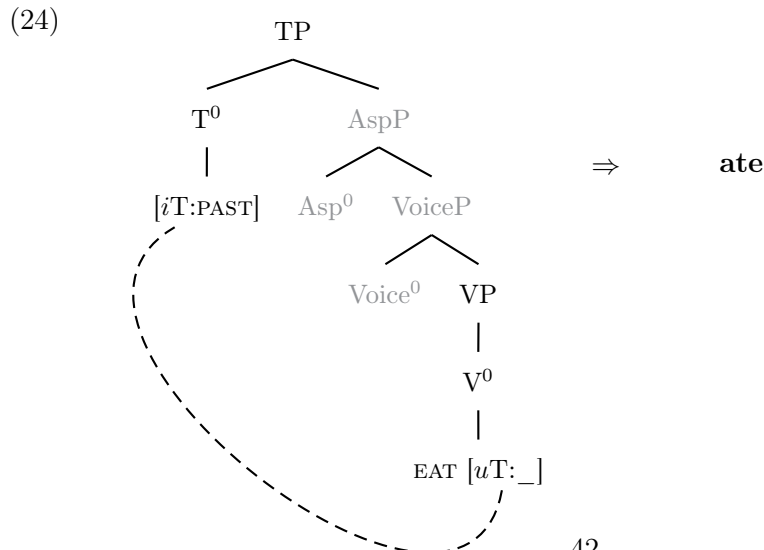 (24)
TP
T⁰ AspP
⇒ ate
[iT:PAST] Asp⁰ VoiceP
Voice⁰ VP
V⁰
EAT [uT:_]
42